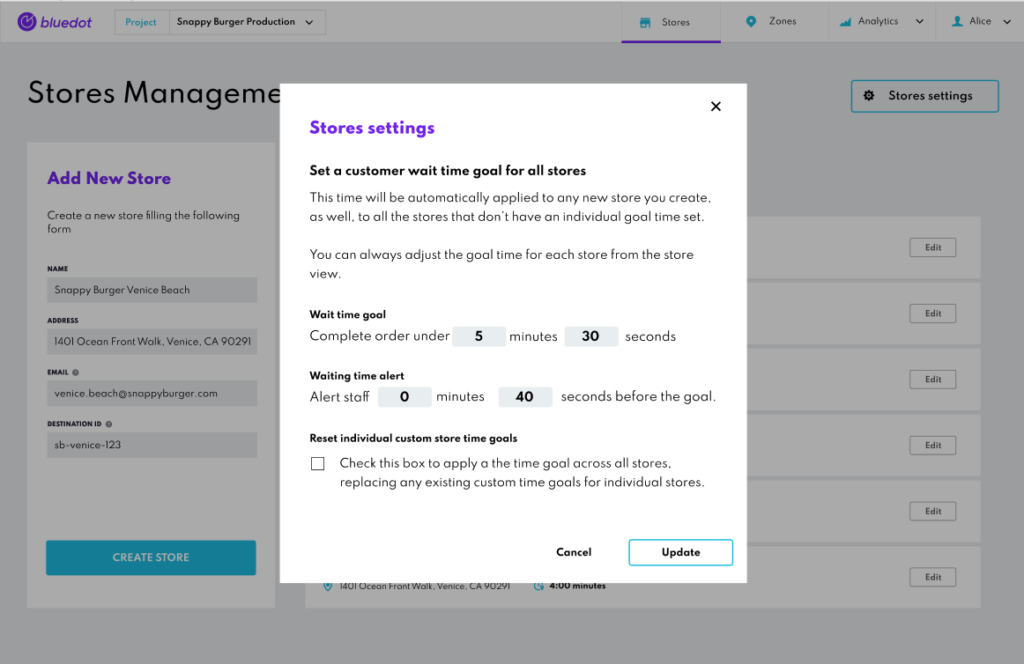 bluedot
Project
Snappy Burger Production
Stores
Zones
Analytics
Alice
Stores Manageme
Stores settings
Add New Store
Create a new store filling the following
form
NAME
Snappy Burger Venice Beach
ADDRESS
1401 Ocean Front Walk, Venice, CA 90291
EMAIL
venice.beach@snappyburger.com
DESTINATION ID
sb-venice-123
CREATE STORE
Stores settings
Set a customer wait time goal for all stores
This time will be automatically applied to any new store you create,
as well, to all the stores that don't have an individual goal time set.
You can always adjust the goal time for each store from the store
view.
Wait time goal
Complete order under 5 minutes 30 seconds
Waiting time alert
Alert staff 0 minutes 40 seconds before the goal.
Reset individual custom store time goals
Check this box to apply a the time goal across all stores,
replacing any existing custom time goals for individual stores.
Cancel
Update
Edit
Edit
Edit
Edit
Edit
Edit
1401 Ocean Front Walk, Venice, CA 90291
4:00 minutes